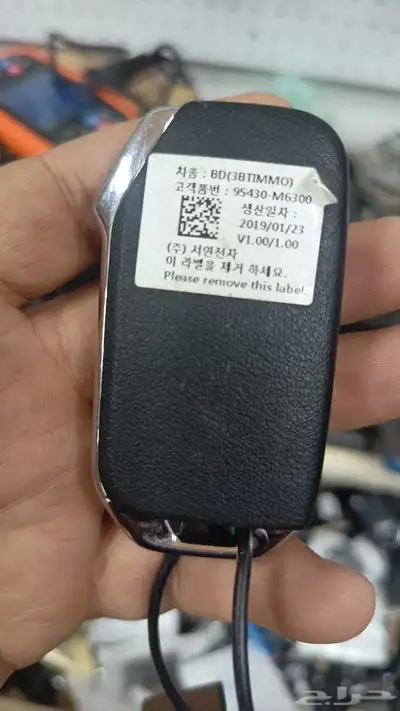 차종 : BD(3BTIMMO)
고객품번 : 95430-M6300
생산일자 :
2019/01/23
V1.00/1.00
(주) 서연전자
이 라벨을 제거 하세요.
Please remove this label.
حراج